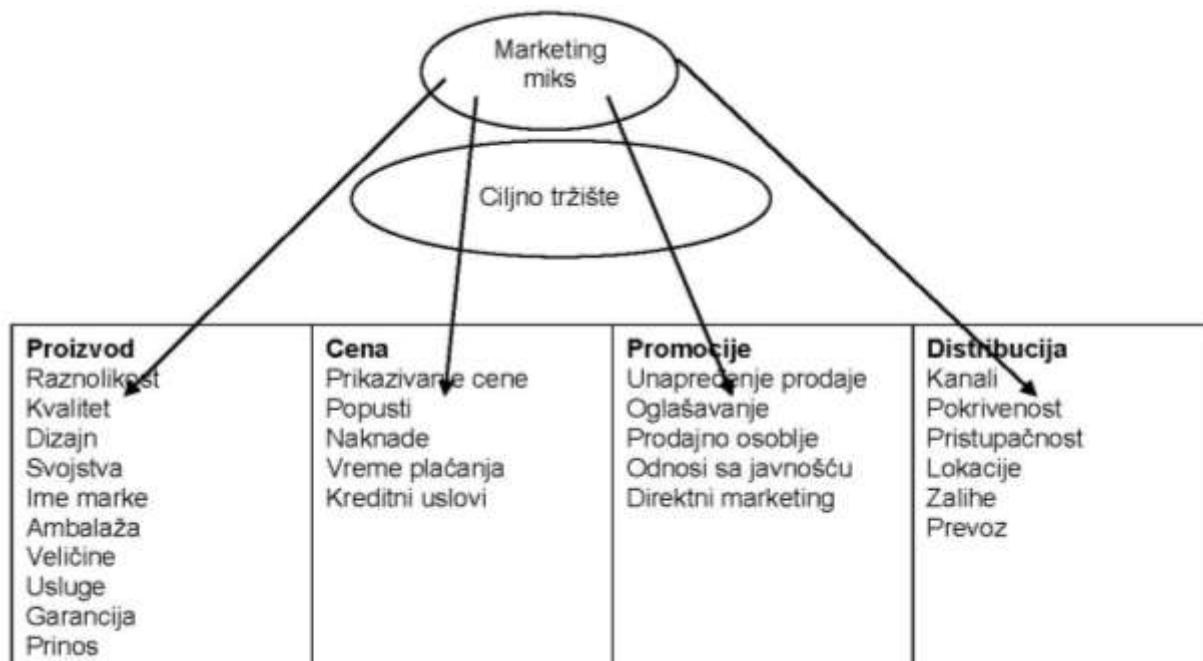 Marketing
miks
Ciljno tržište
Proizvod
Raznolikost
Kvalitet
Dizajn
Svojstva
Ime marke
Ambalaža
Veličine
Usluge
Garancija
Prinos
Cena
Prikazivanje cene
Popusti
Naknade
Vreme plaćanja
Kreditni uslovi
Promocije
Unapređenje prodaje
Oglašavanje
Prodajno osoblje
Odnosi sa javnošću
Direktni marketing
Distribucija
Kanali
Pokrivenost
Pristupačnost
Lokacije
Zalihe
Prevoz